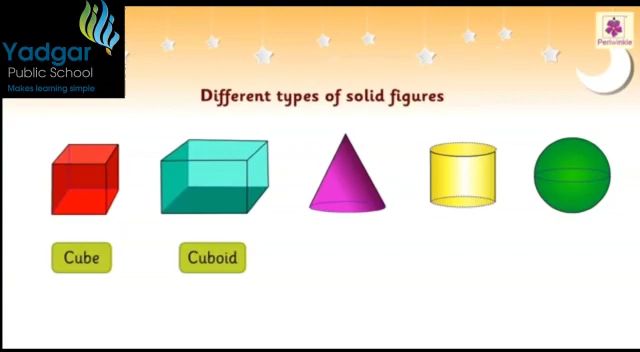 Yadgar
Public School
Makes learning simple
Periwinkle
Different types of solid figures
Cube
Cuboid